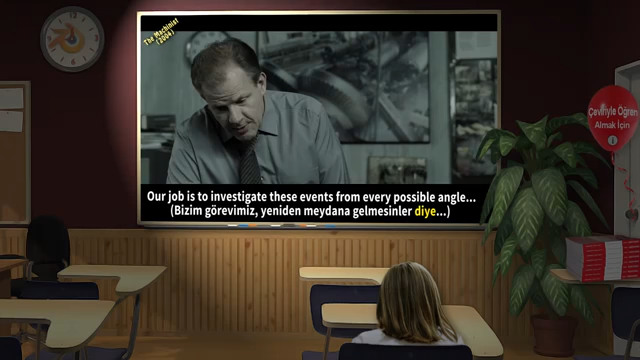 The Machinist
(2004)
Our job is to investigate these events from every possible angle...
(Bizim görevimiz, yeniden meydana gelmesinler diye...)
Çeviriyle Öğren
Almak İçin
i